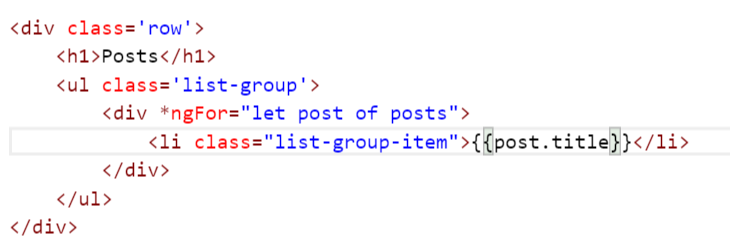 <div class='row'>
    <h1>Posts</h1>
    <ul class='list-group'>
        <div *ngFor="let post of posts">
            <li class="list-group-item">{{post.title}}</li>
        </div>
    </ul>
</div>